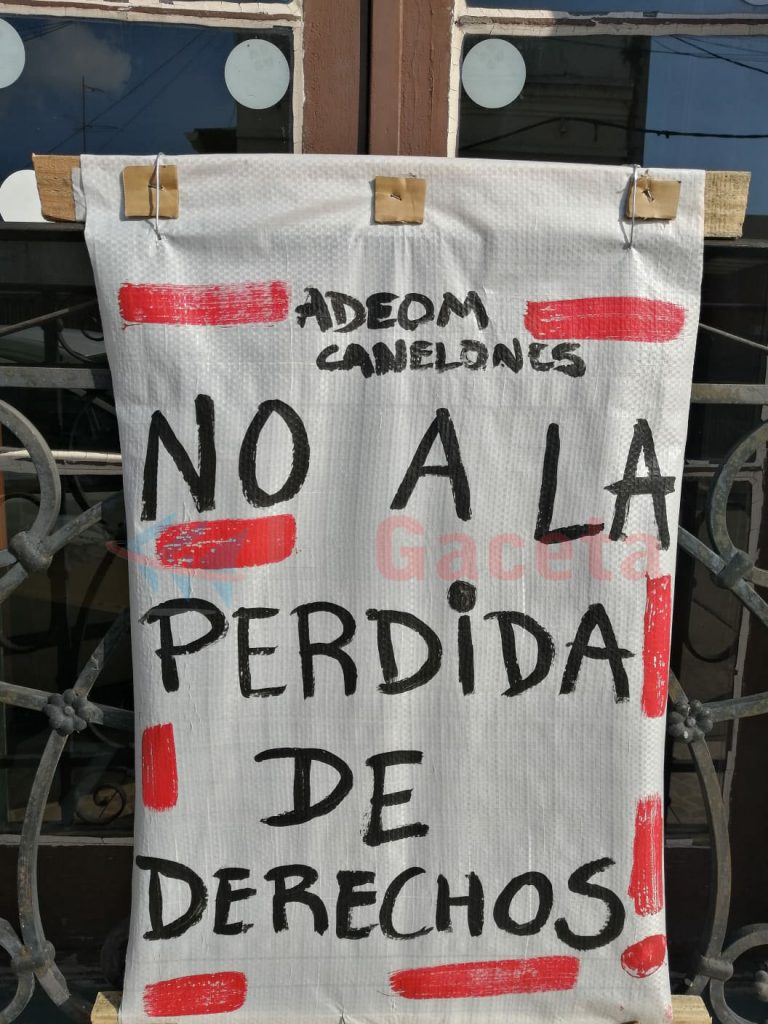 ADEOM
CANELONES
NO A LA
Gaceta
PERDIDA
DE
DERECHOS!